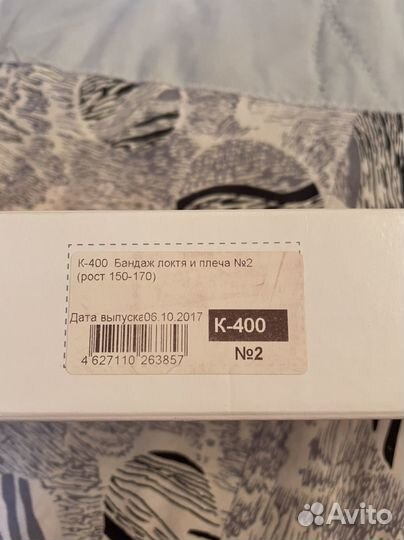 К-400 Бандаж локтя и плеча №2
(рост 150-170)
Дата выпуска06.10.2017
К-400
4 627110 263857
№2
Avito